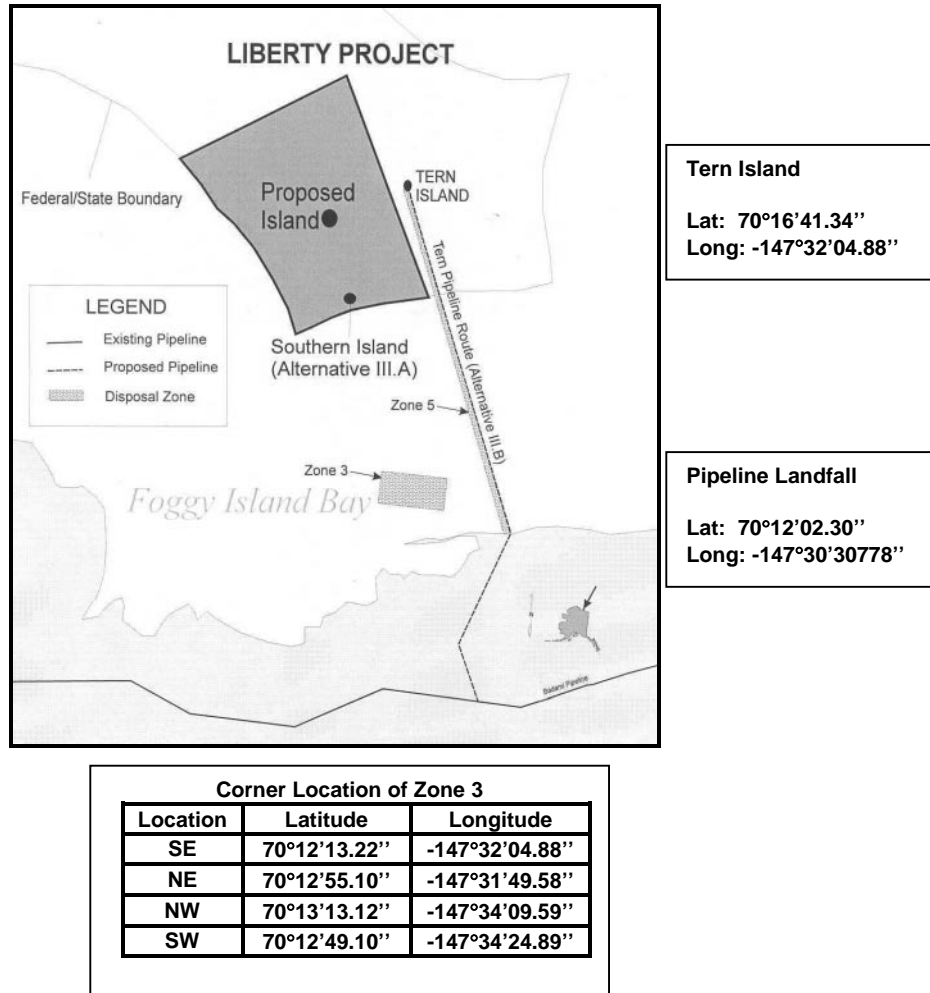 LIBERTY PROJECT
Federal/State Boundary
Proposed
Island
TERN
ISLAND
Tern Pipeline Route (Alternative III.B)
LEGEND
Existing Pipeline
Proposed Pipeline
Disposal Zone
Southern Island
(Alternative III.A)
Zone 5
Zone 3
Foggy Island Bay
Badami Pipeline
Tern Island
Lat: 70°16'41.34''
Long: -147°32'04.88''
Pipeline Landfall
Lat: 70°12'02.30''
Long: -147°30'30778''
Corner Location of Zone 3
Location Latitude Longitude
SE 70°12'13.22'' -147°32'04.88''
NE 70°12'55.10'' -147°31'49.58''
NW 70°13'13.12'' -147°34'09.59''
SW 70°12'49.10'' -147°34'24.89''